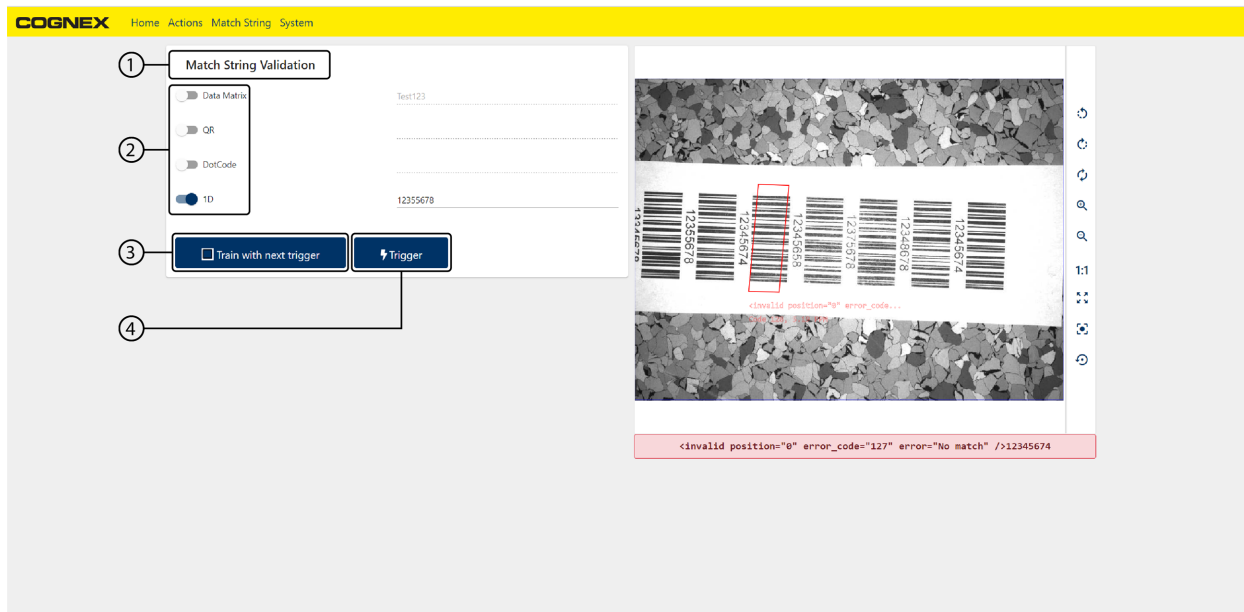 COGNEX Home Actions Match String System
1 Match String Validation
2
Data Matrix Test123
QR
DotCode
1D 12355678
3 Train with next trigger Trigger
4
12355678
12345674
12345658
12375678
12348678
12345674
<invalid position="0" error_code...
1:1
<invalid position="0" error_code="127" error="No match" />12345674